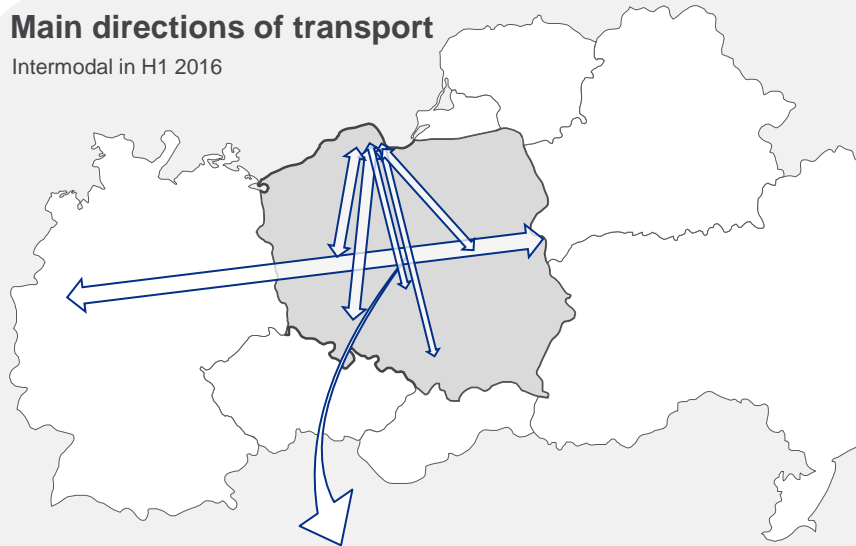 Main directions of transport
Intermodal in H1 2016